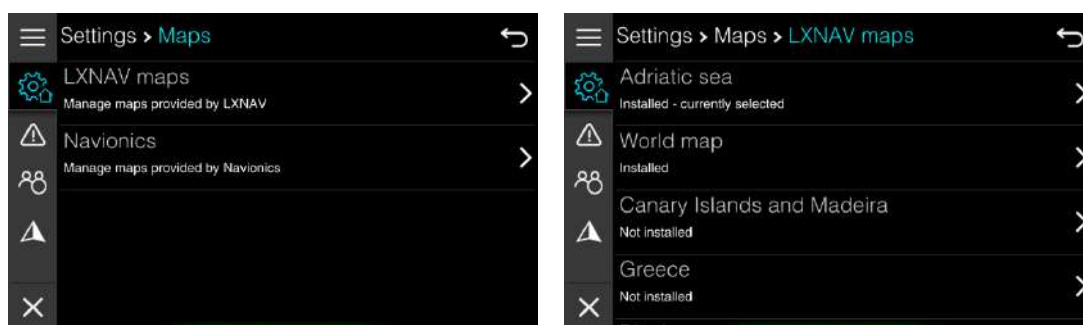 Settings > Maps
LXNAV maps
Manage maps provided by LXNAV
Navionics
Manage maps provided by Navionics
Settings > Maps > LXNAV maps
Adriatic sea
Installed - currently selected
World map
Installed
Canary Islands and Madeira
Not installed
Greece
Not installed